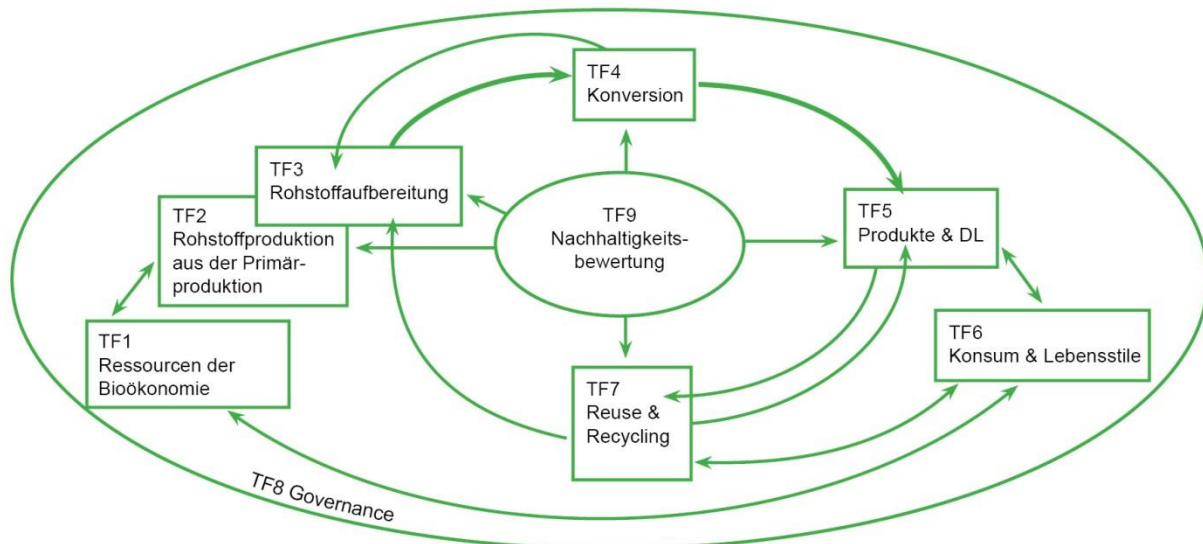 TF4
Konversion
TF3
Rohstoffaufbereitung
TF2
Rohstoffproduktion
aus der Primär-
produktion
TF9
Nachhaltigkeits-
bewertung
TF5
Produkte & DL
TF1
Ressourcen der
Bioökonomie
TF6
Konsum & Lebensstile
TF7
Reuse &
Recycling
TF8 Governance